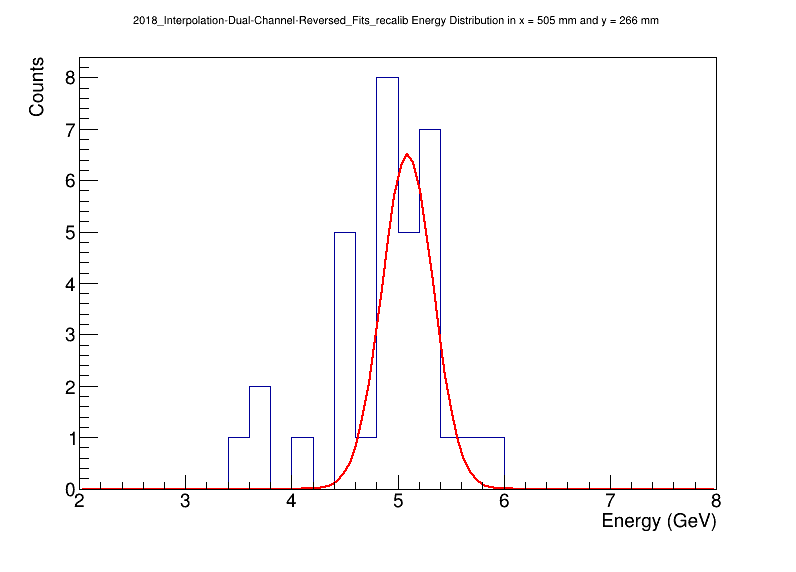 2018_Interpolation-Dual-Channel-Reversed_Fits_recalib Energy Distribution in x = 505 mm and y = 266 mm
Counts
8
7
6
5
4
3
2
1
0
2 3 4 5 6 7 8
Energy (GeV)